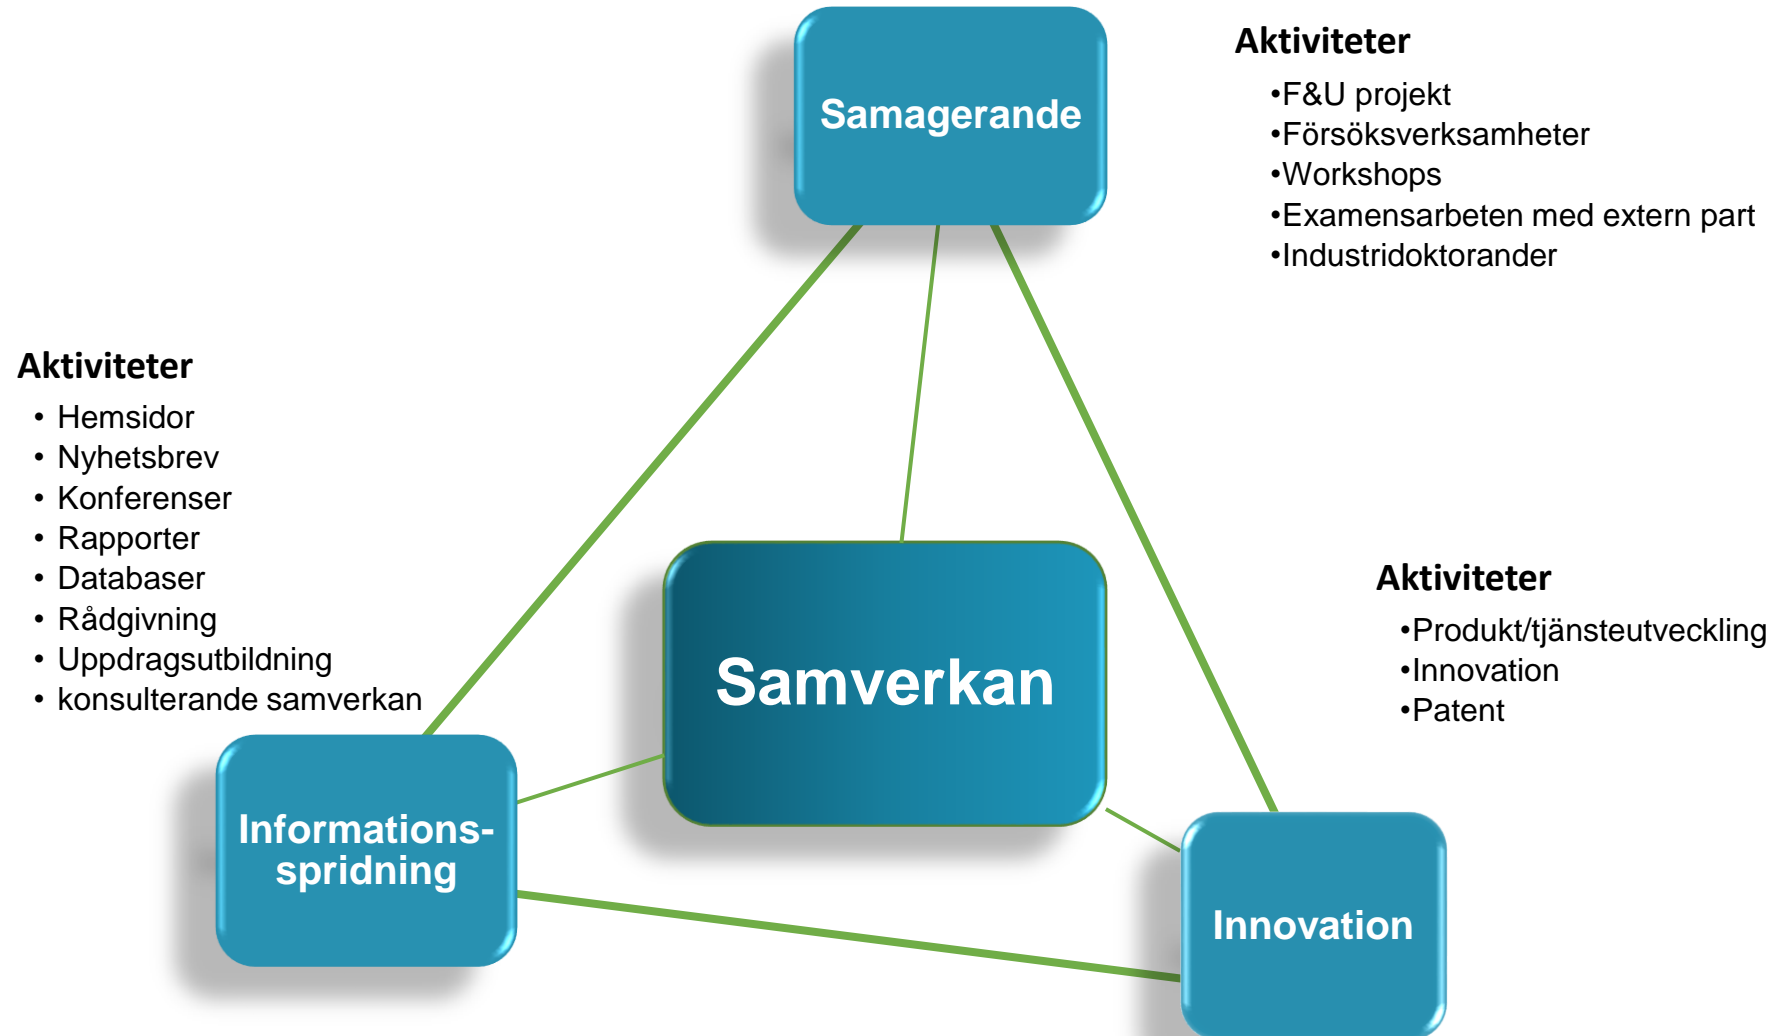 Samagerande
Aktiviteter
•F&U projekt
•Försöksverksamheter
•Workshops
•Examensarbeten med extern part
•Industridoktorander
Aktiviteter
• Hemsidor
• Nyhetsbrev
• Konferenser
• Rapporter
• Databaser
• Rådgivning
• Uppdragsutbildning
• konsulterande samverkan
Samverkan
Aktiviteter
•Produkt/tjänsteutveckling
•Innovation
•Patent
Informations-
spridning
Innovation